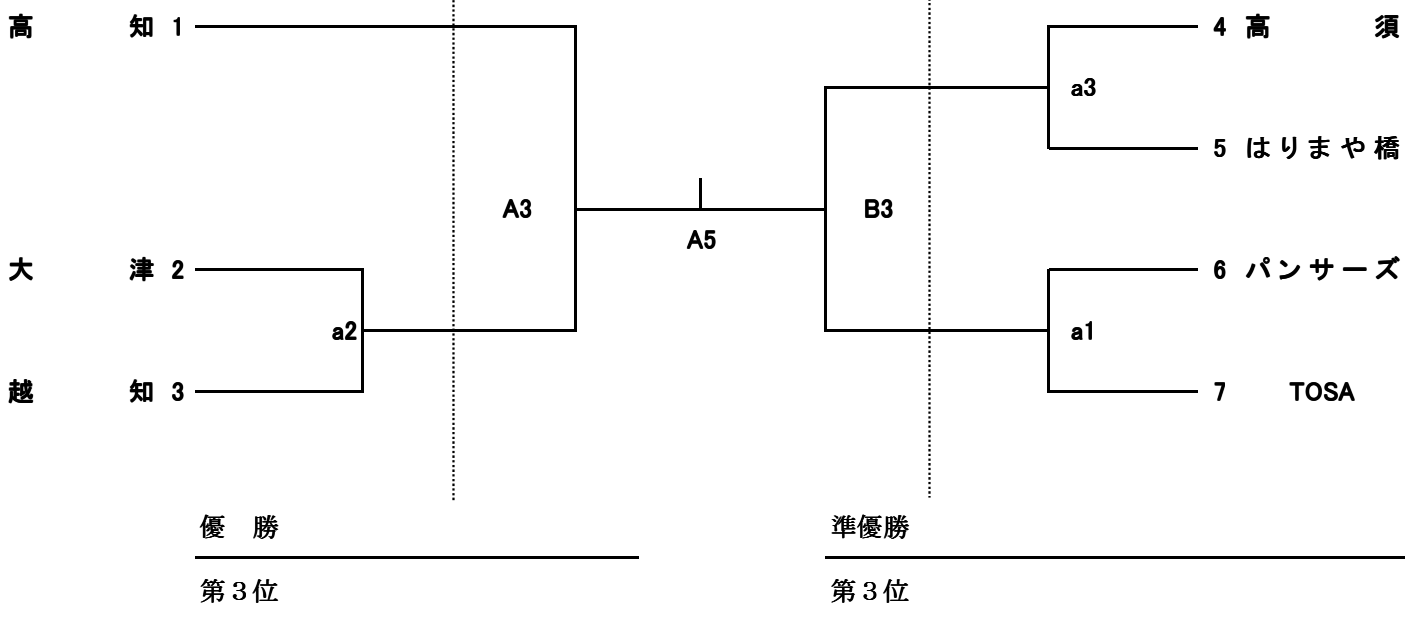 高 知 1
4 高 須
a3
5 はりまや橋
A3
B3
A5
大 津 2
6 パンサーズ
a2
a1
越 知 3
7 TOSA
優 勝
準優勝
第３位
第３位